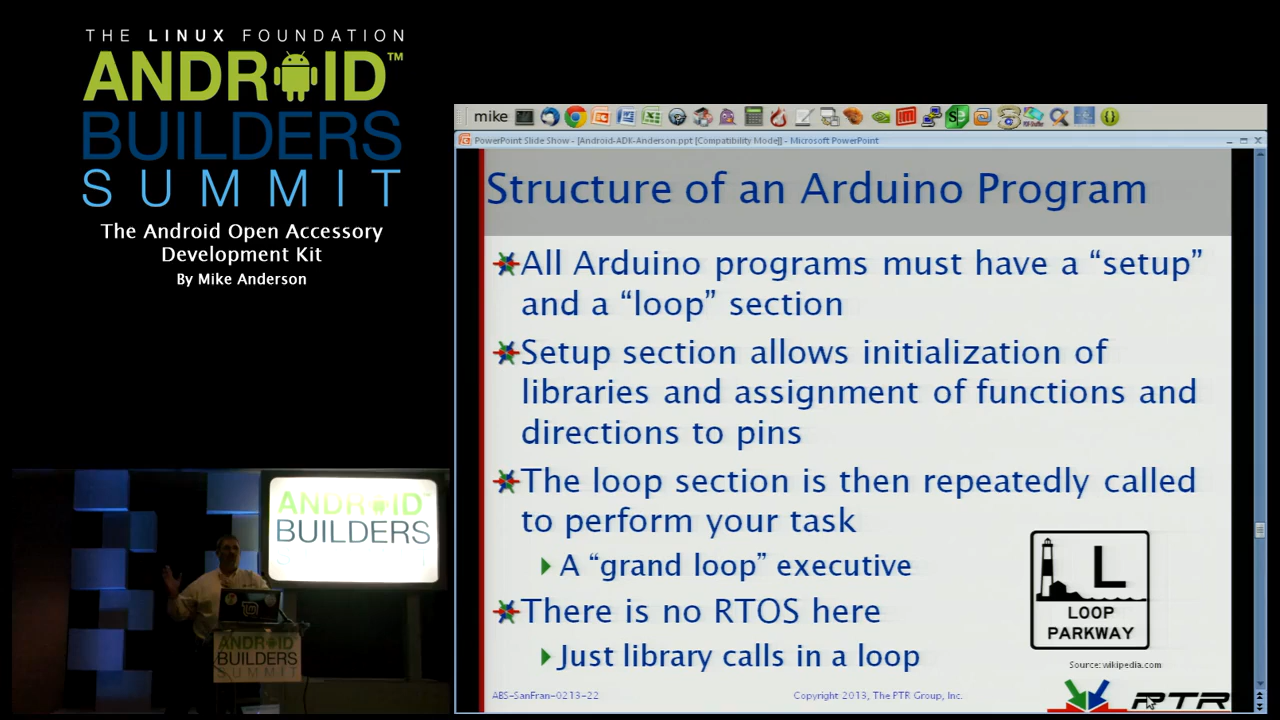 THE LINUX FOUNDATION
ANDROID™
BUILDERS
SUMMIT
The Android Open Accessory
Development Kit
By Mike Anderson
mike
PowerPoint Slide Show - [Android-ADK-Anderson.ppt [Compatibility Mode]] - Microsoft PowerPoint
Structure of an Arduino Program
All Arduino programs must have a “setup”
and a “loop” section
Setup section allows initialization of
libraries and assignment of functions and
directions to pins
The loop section is then repeatedly called
to perform your task
A “grand loop” executive
There is no RTOS here
Just library calls in a loop
L
LOOP
PARKWAY
Source: wikipedia.com
ABS-SanFran-0213-22
Copyright 2013, The PTR Group, Inc.
PTR
ANDROID
BUILDERS
ANDROID
BUILDERS
SUMMIT